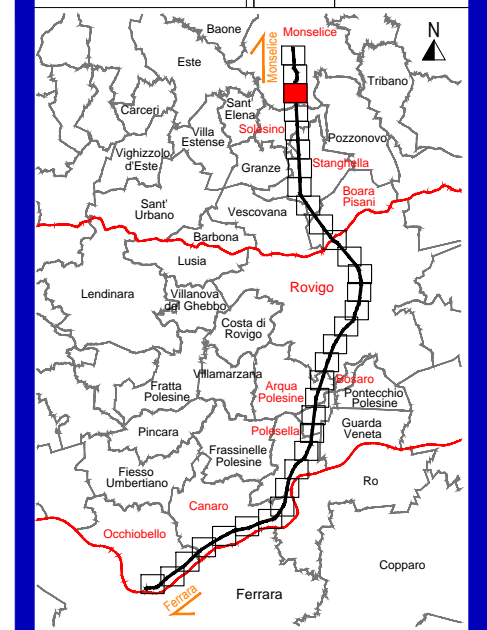 Baone
Monselice
N
Monselice
Este
Tribano
Carceri
Sant'
Elena
Solesino
Villa
Estense
Pozzonovo
Vighizzolo
d'Este
Granze
Stanghella
Boara
Pisani
Sant'
Urbano
Vescovana
Barbona
Lusia
Rovigo
Lendinara
Villanova
del Ghebbo
Costa di
Rovigo
Villamarzana
Fratta
Polesine
Arqua
Polesine
Bosaro
Pontecchio
Polesine
Pincara
Polesella
Guarda
Veneta
Frassinelle
Polesine
Fiesso
Umbertiano
Ro
Canaro
Occhiobello
Copparo
Ferrara
Ferrara